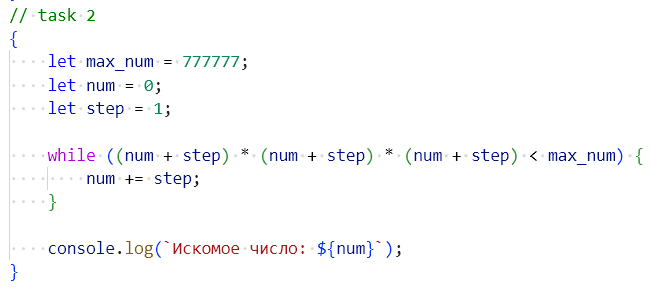 // task 2
{
    let max_num = 777777;
    let num = 0;
    let step = 1;
    while ((num + step) * (num + step) * (num + step) < max_num) {
        num += step;
    }
    console.log(`Искомое число: ${num}`);
}